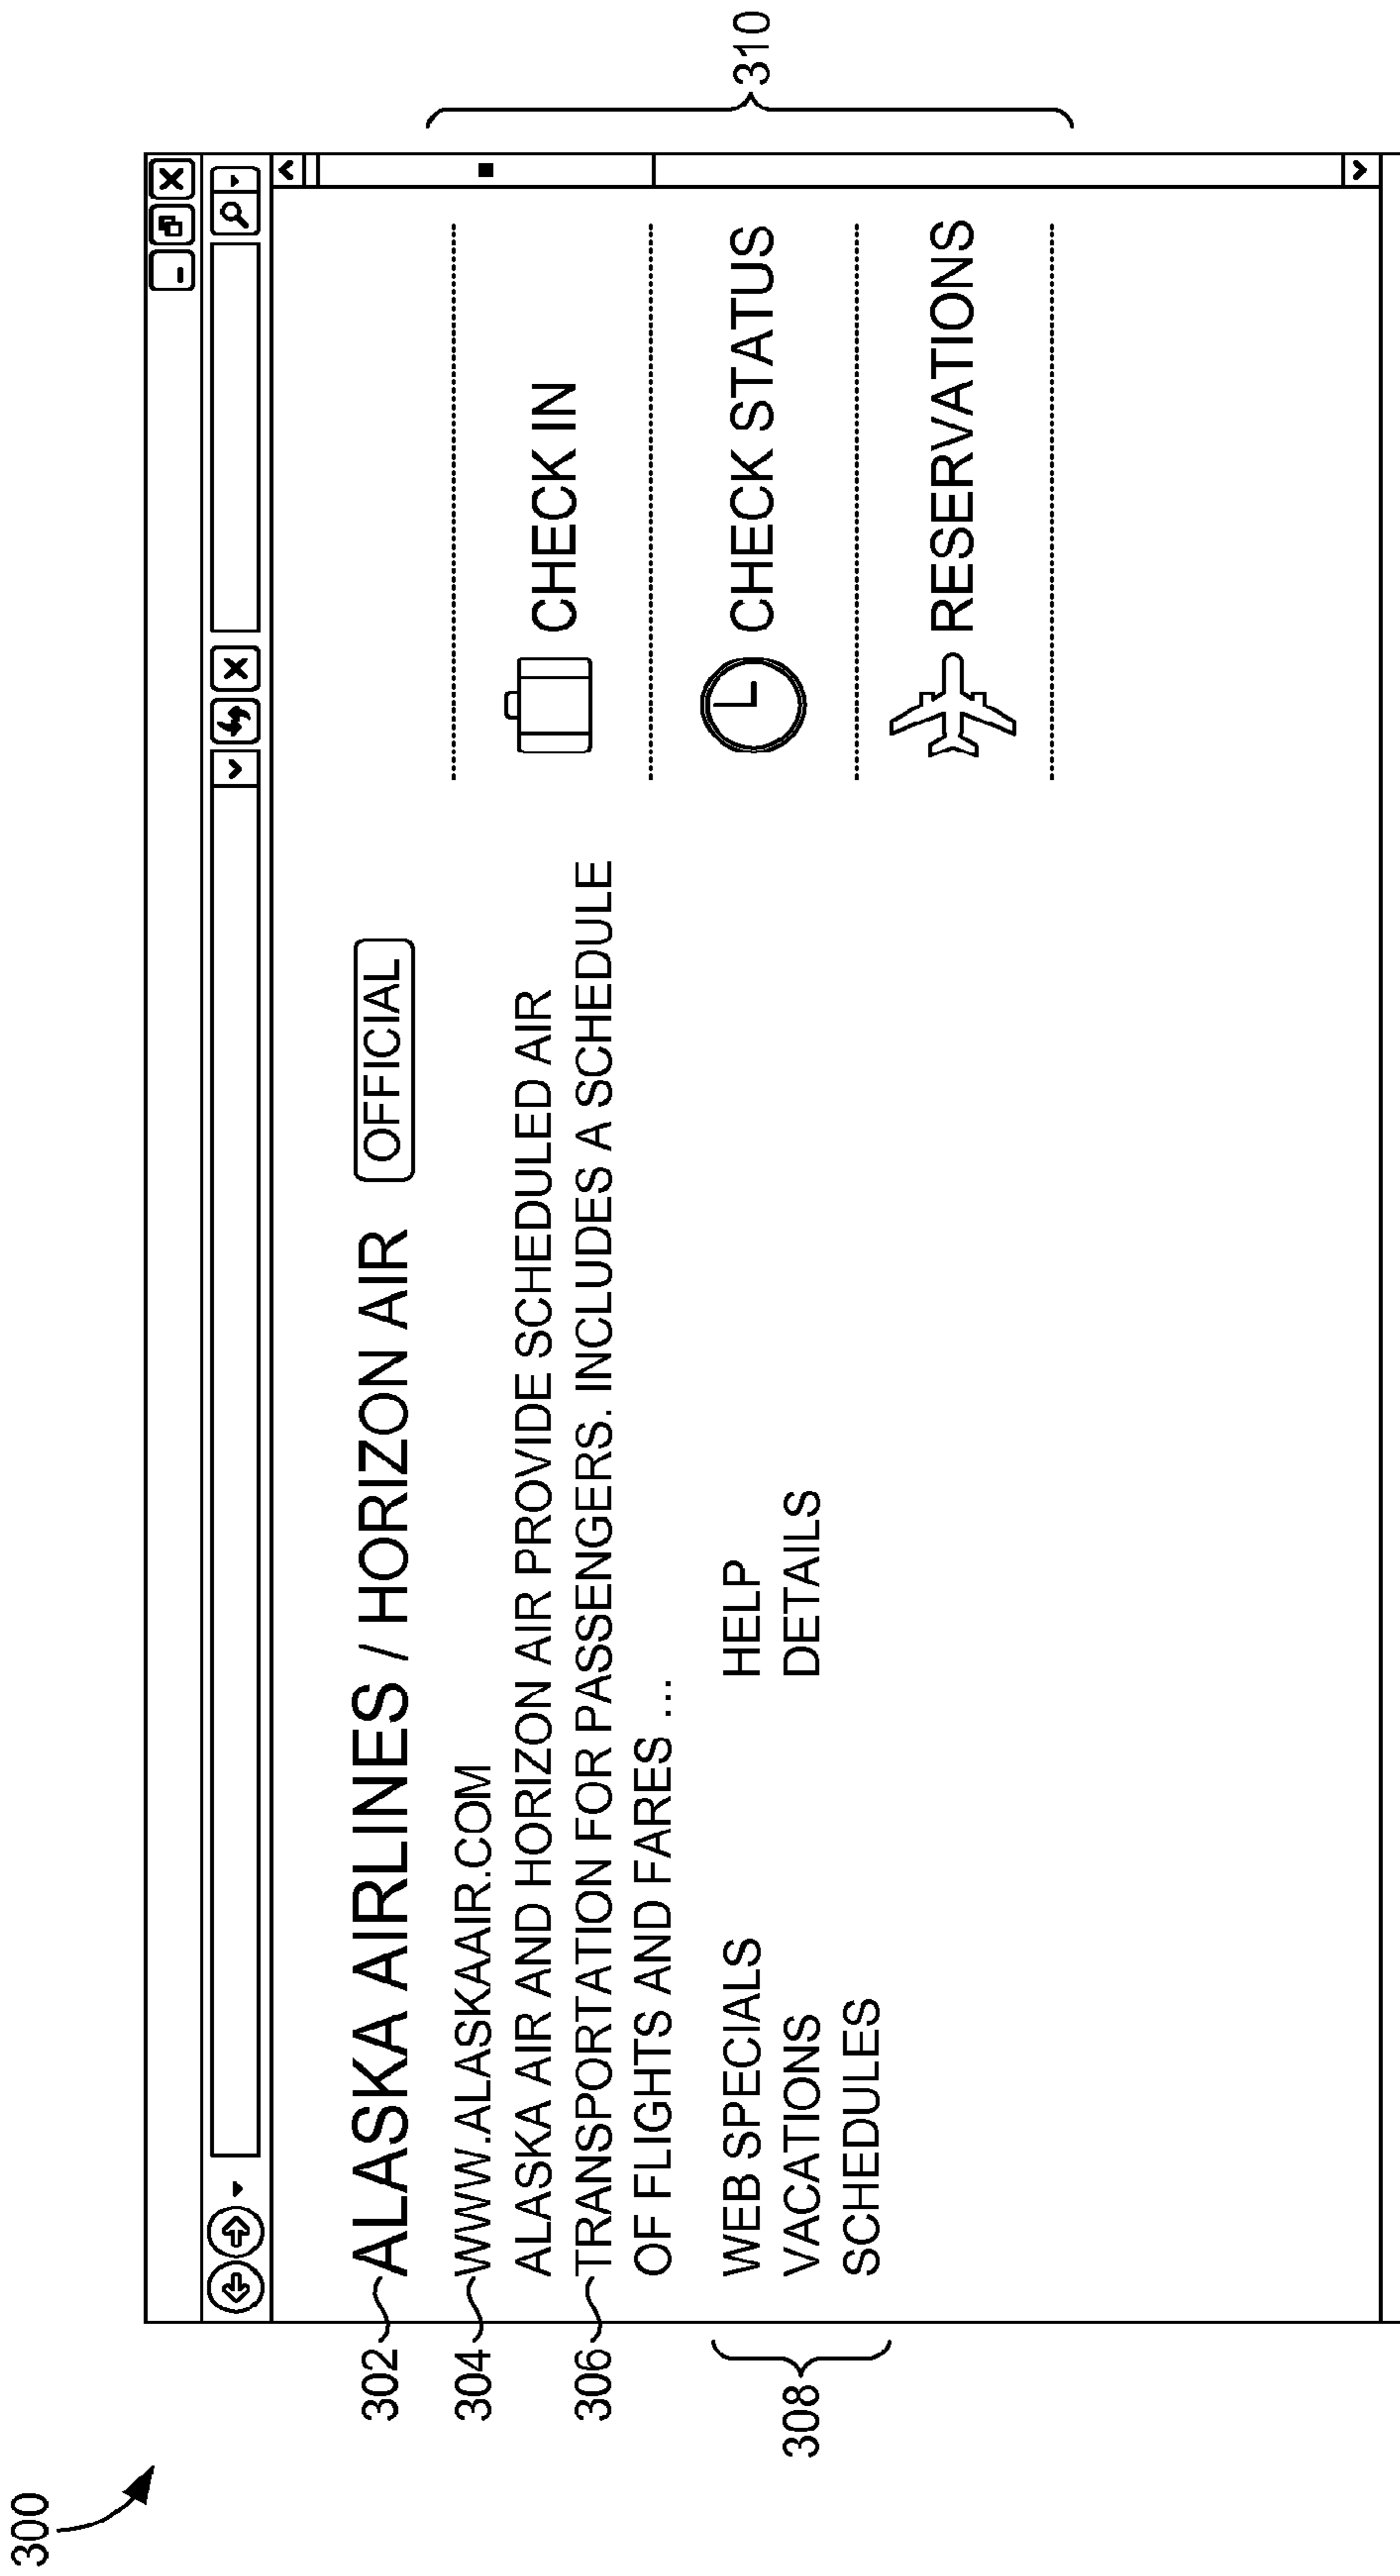 300
302 ALASKA AIRLINES / HORIZON AIR OFFICIAL
304 WWW.ALASKAAIR.COM
ALASKA AIR AND HORIZON AIR PROVIDE SCHEDULED AIR
306 TRANSPORTATION FOR PASSENGERS. INCLUDES A SCHEDULE
OF FLIGHTS AND FARES ...
308
WEB SPECIALS HELP
VACATIONS DETAILS
SCHEDULES
310
CHECK IN
CHECK STATUS
RESERVATIONS